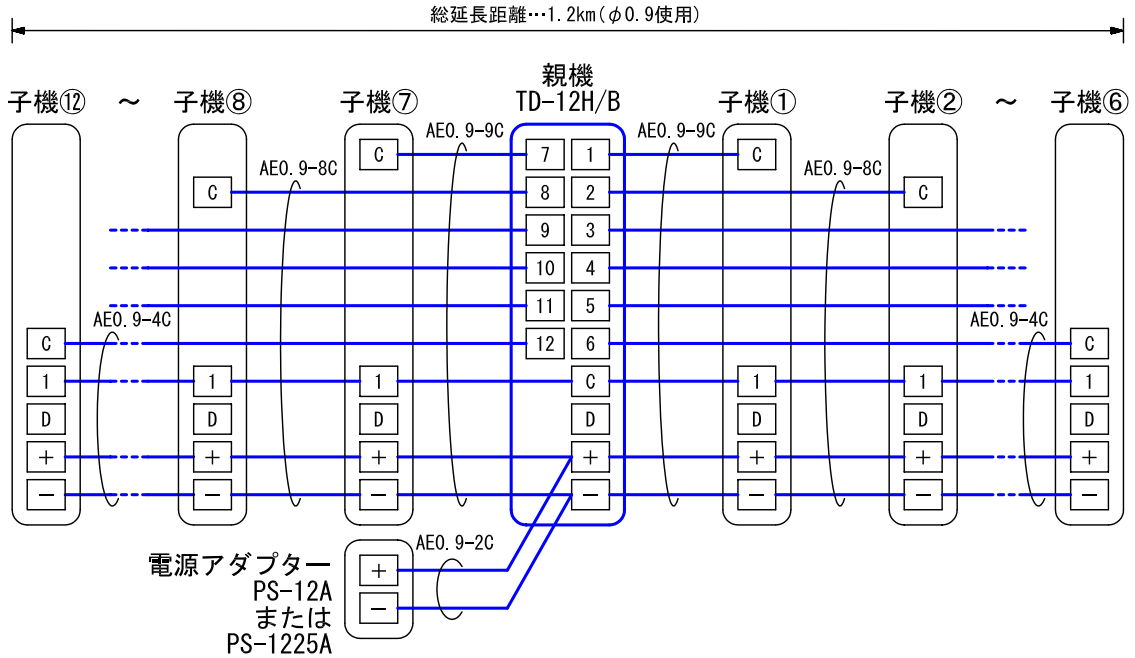 総延長距離…1.2km(φ0.9使用)
子機⑫ ～ 子機⑧ 子機⑦ 親機 子機① 子機② ～ 子機⑥
TD-12H/B
AE0.9-9C AE0.9-9C
C 7 1 C
AE0.9-8C AE0.9-8C
C 8 2 C
9 3
10 4
11 5
AE0.9-4C AE0.9-4C
C 12 6 C
1 1 1 C 1 1 1
D D D D D D D
+ + + + + + +
− − − − − − −
AE0.9-2C
電源アダプター +
PS-12A
または −
PS-1225A